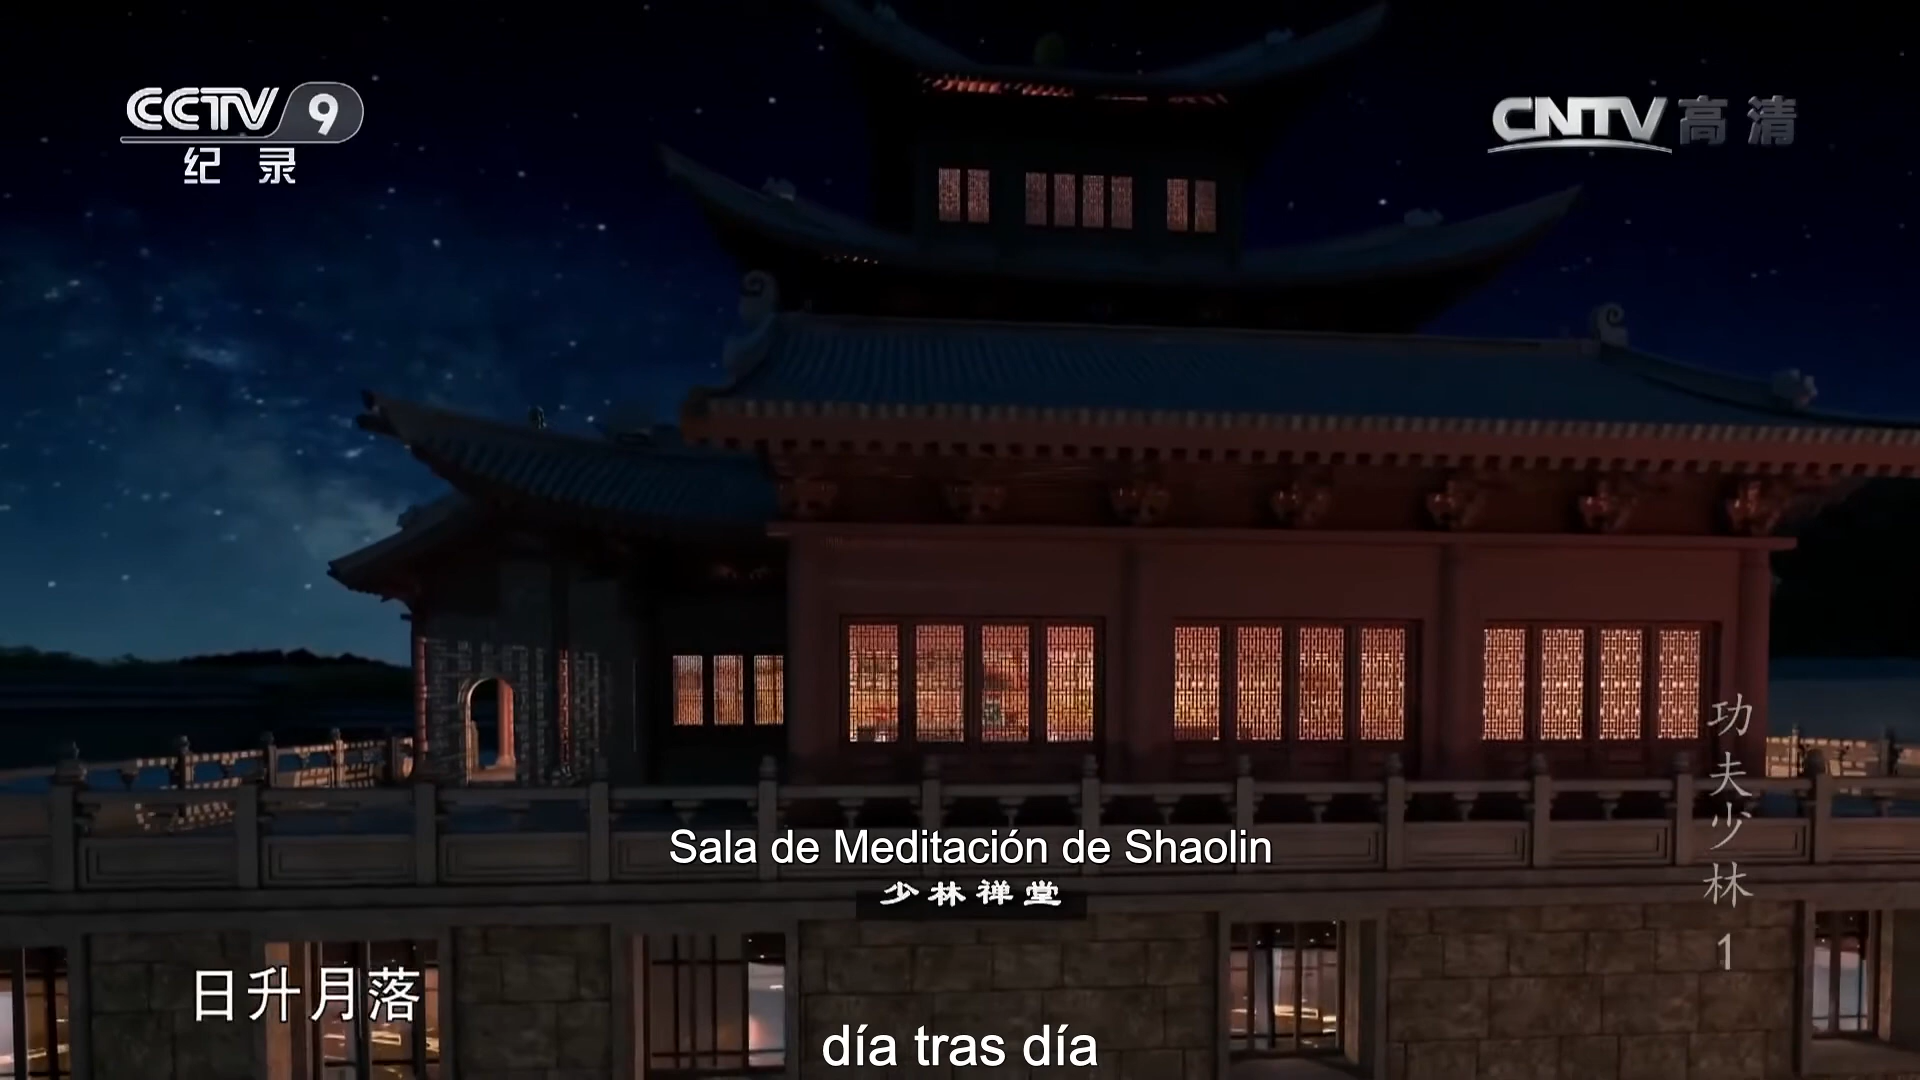 CCTV 9
纪 录
CNTV 高 清
功夫少林 1
Sala de Meditación de Shaolin
少林禅堂
日升月落
día tras día